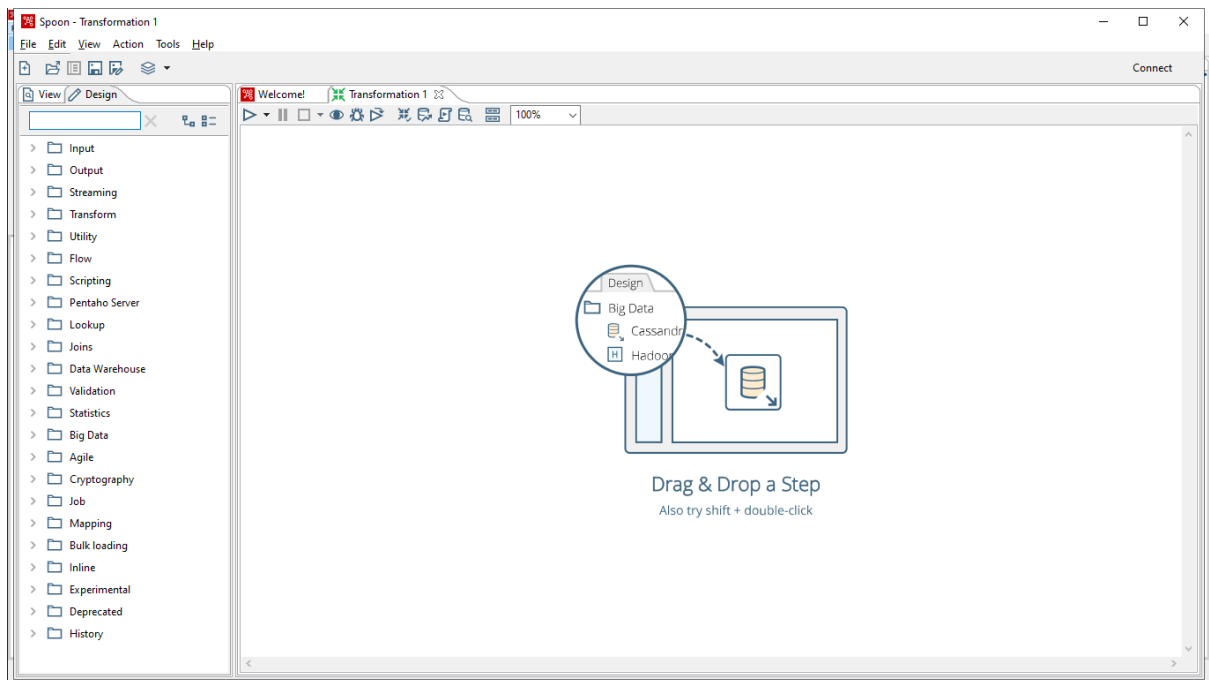 Spoon - Transformation 1
File Edit View Action Tools Help
Connect
View Design
Welcome! Transformation 1
100%
Input
Output
Streaming
Transform
Utility
Flow
Scripting
Pentaho Server
Lookup
Joins
Data Warehouse
Validation
Statistics
Big Data
Agile
Cryptography
Job
Mapping
Bulk loading
Inline
Experimental
Deprecated
History
Design
Big Data
Cassandr
H Hadoop
Drag & Drop a Step
Also try shift + double-click